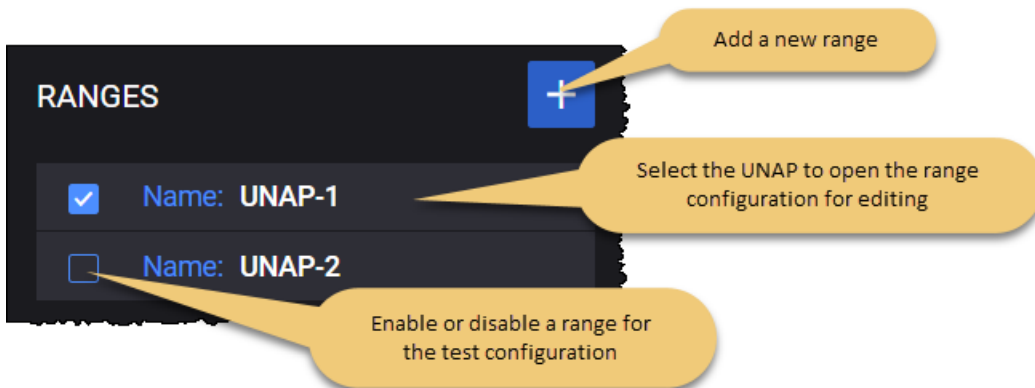 Add a new range
RANGES
Select the UNAP to open the range
configuration for editing
Name: UNAP-1
Name: UNAP-2
Enable or disable a range for
the test configuration